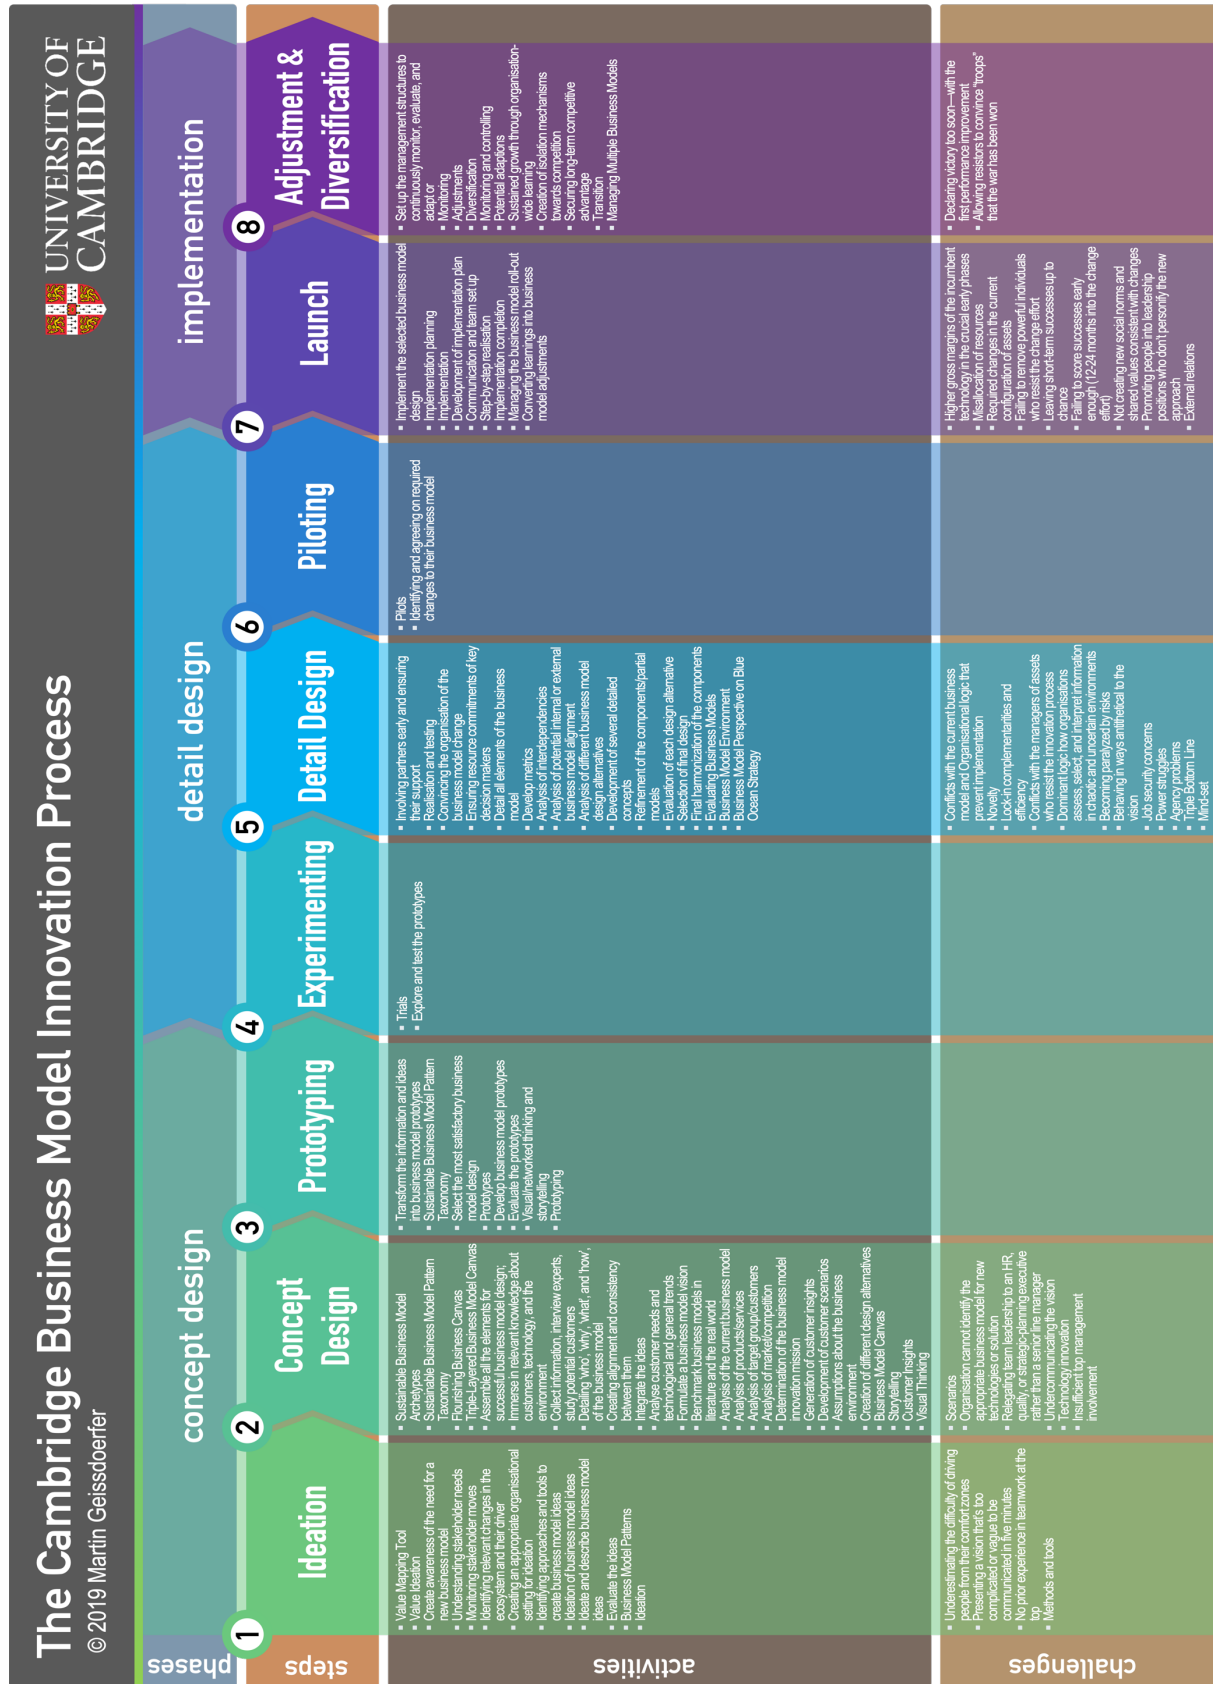 The Cambridge Business Model Innovation Process
© 2019 Martin Geissdoerfer
UNIVERSITY OF
CAMBRIDGE
phases
concept design
detail design
implementation
steps
1
Ideation
2
Concept
Design
3
Prototyping
4
Experimenting
5
Detail Design
6
Piloting
7
Launch
8
Adjustment &
Diversification
activities
▪ Value Mapping Tool
▪ Value Ideation
▪ Create awareness of the need for a
new business model
▪ Understanding stakeholder needs
▪ Monitoring stakeholder moves
▪ Identifying relevant changes in the
ecosystem and their driver
▪ Creating an appropriate organisational
setting for ideation
▪ Identifying approaches and tools to
create business model ideas
▪ Ideation of business model ideas
▪ Ideate and describe business model
ideas
▪ Evaluate the ideas
▪ Business Model Patterns
▪ Ideation
▪ Sustainable Business Model
Archetypes
▪ Sustainable Business Model Pattern
Taxonomy
▪ Flourishing Business Canvas
▪ Triple-Layered Business Model Canvas
▪ Assemble all the elements for
successful business model design;
▪ Immerse in relevant knowledge about
customers, technology, and the
environment
▪ Collect information, interview experts,
study potential customers
▪ Detailing 'who', 'why', 'what', and 'how',
of the business model
▪ Creating alignment and consistency
between them
▪ Integrate the ideas
▪ Analyse customer needs and
technological and general trends
▪ Formulate a business model vision
▪ Benchmark business models in
literature and the real world
▪ Analysis of the current business model
▪ Analysis of products/services
▪ Analysis of target group/customers
▪ Analysis of market/competition
▪ Determination of the business model
innovation mission
▪ Generation of customer insights
▪ Development of customer scenarios
▪ Assumptions about the business
environment
▪ Creation of different design alternatives
▪ Business Model Canvas
▪ Storytelling
▪ Customer Insights
▪ Visual Thinking
▪ Transform the information and ideas
into business model prototypes
▪ Sustainable Business Model Pattern
Taxonomy
▪ Select the most satisfactory business
model design
▪ Prototypes
▪ Develop business model prototypes
▪ Evaluate the prototypes
▪ Visual/networked thinking and
storytelling
▪ Prototyping
▪ Trials
▪ Explore and test the prototypes
▪ Involving partners early and ensuring
their support
▪ Realisation and testing
▪ Convincing the organisation of the
business model change
▪ Ensuring resource commitments of key
decision makers
▪ Detail all elements of the business
model
▪ Develop metrics
▪ Analysis of interdependencies
▪ Analysis of potential internal or external
business model alignment
▪ Analysis of different business model
design alternatives
▪ Development of several detailed
concepts
▪ Refinement of the components/partial
models
▪ Evaluation of each design alternative
▪ Selection of final design
▪ Final harmonization of the components
▪ Evaluating Business Models
▪ Business Model Environment
▪ Business Model Perspective on Blue
Ocean Strategy
▪ Pilots
▪ Identifying and agreeing on required
changes to their business model
▪ Implement the selected business model
design
▪ Implementation planning
▪ Implementation
▪ Development of implementation plan
▪ Communication and team set up
▪ Step-by-step realisation
▪ Implementation completion
▪ Managing the business model roll-out
▪ Converting learnings into business
model adjustments
▪ Set up the management structures to
continuously monitor, evaluate, and
adapt or
▪ Monitoring
▪ Adjustments
▪ Diversification
▪ Monitoring and controlling
▪ Potential adaptions
▪ Sustained growth through organisation-
wide learning
▪ Creation of isolation mechanisms
towards competition
▪ Securing long-term competitive
advantage
▪ Transition
▪ Managing Multiple Business Models
challenges
▪ Underestimating the difficulty of driving
people from their comfort zones
▪ Presenting a vision that's too
complicated or vague to be
communicated in five minutes
▪ No prior experience in teamwork at the
top
▪ Methods and tools
▪ Scenarios
▪ Organisation cannot identify the
appropriate business model for new
technologies or solution
▪ Relegating team leadership to an HR,
quality, or strategic-planning executive
rather than a senior line manager
▪ Undercommunicating the vision
▪ Technology innovation
▪ Insufficient top management
involvement
▪ Conflicts with the current business
model and Organisational logic that
prevent implementation
▪ Novelty
▪ Lock-in complementarities and
efficiency
▪ Conflicts with the managers of assets
who resist the innovation process
▪ Dominant logic how organisations
assess, select, and interpret information
in chaotic and uncertain environments
▪ Becoming paralyzed by risks
▪ Behaving in ways antithetical to the
vision
▪ Job security concerns
▪ Power struggles
▪ Agency problems
▪ Triple Bottom Line
▪ Mind-set
▪ Higher gross margins of the incumbent
technology in the crucial early phases
▪ Misallocation of resources
▪ Required changes in the current
configuration of assets
▪ Failing to remove powerful individuals
who resist the change effort
▪ Leaving short-term successes up to
chance
▪ Failing to score successes early
enough (12-24 months into the change
effort)
▪ Not creating new social norms and
shared values consistent with changes
▪ Promoting people into leadership
positions who don't personify the new
approach
▪ External relations
▪ Declaring victory too soon—with the
first performance improvement
▪ Allowing resistors to convince "troops"
that the war has been won